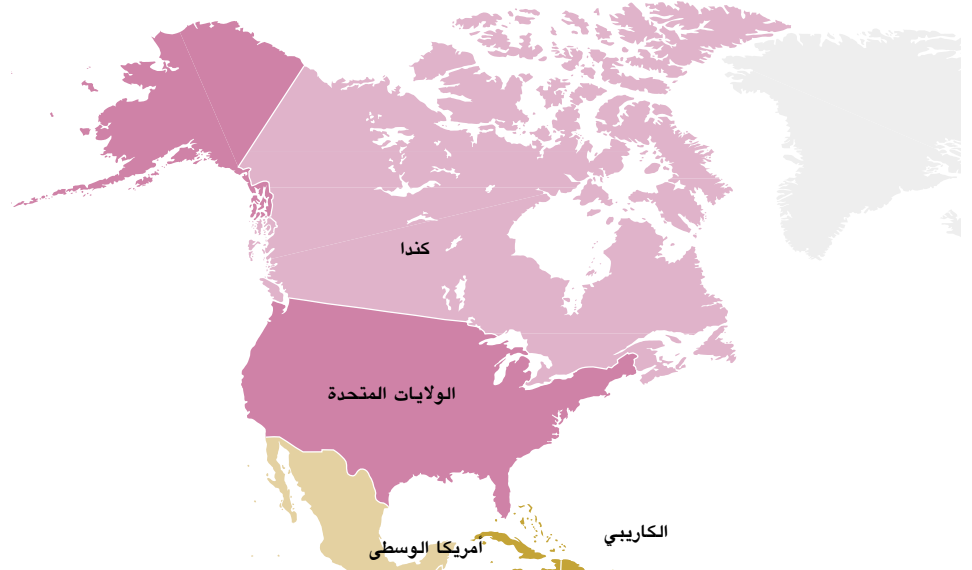 كندا
الولايات المتحدة
الكاريبي
أمريكا الوسطى